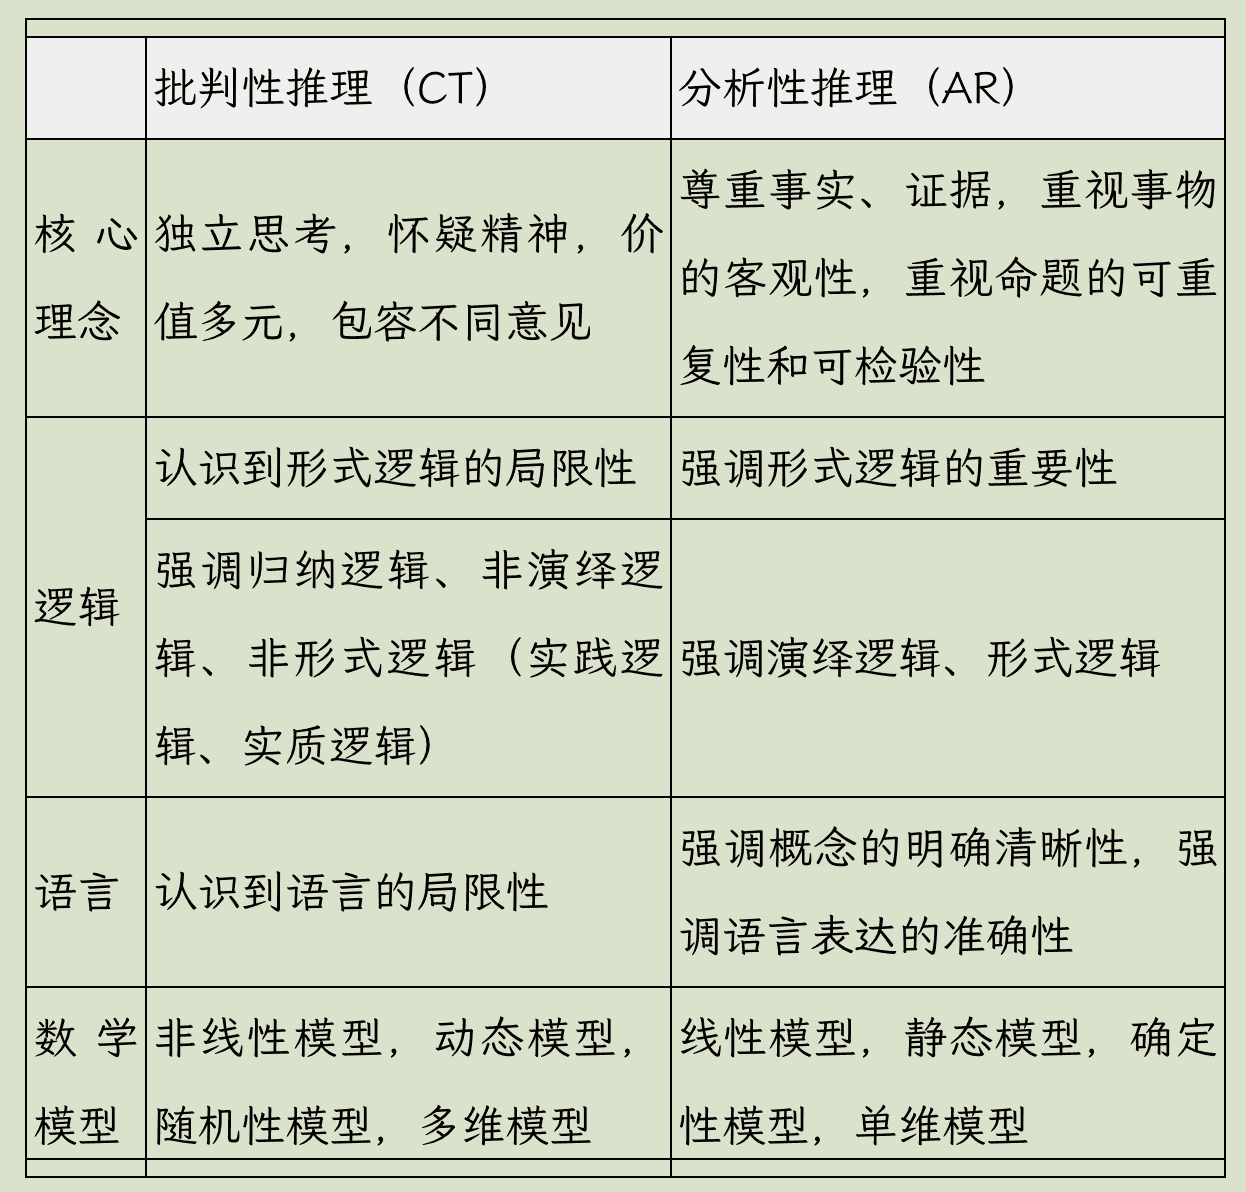 批判性推理（CT）
分析性推理（AR）
核心
理念
独立思考，怀疑精神，价
值多元，包容不同意见
尊重事实、证据，重视事物
的客观性，重视命题的可重
复性和可检验性
逻辑
认识到形式逻辑的局限性
强调形式逻辑的重要性
强调归纳逻辑、非演绎逻
辑、非形式逻辑（实践逻
辑、实质逻辑）
强调演绎逻辑、形式逻辑
语言
认识到语言的局限性
强调概念的明确清晰性，强
调语言表达的准确性
数学
模型
非线性模型，动态模型，
随机性模型，多维模型
线性模型，静态模型，确定
性模型，单维模型